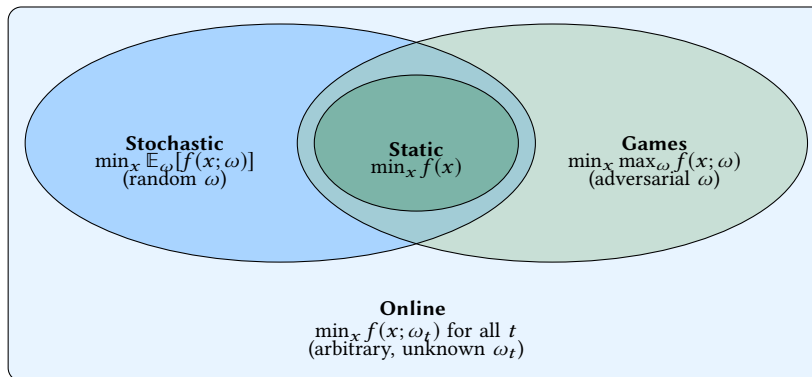 Stochastic
min_x 𝔼_ω[f(x; ω)]
(random ω)
Static
min_x f(x)
Games
min_x max_ω f(x; ω)
(adversarial ω)
Online
min_x f(x; ω_t) for all t
(arbitrary, unknown ω_t)